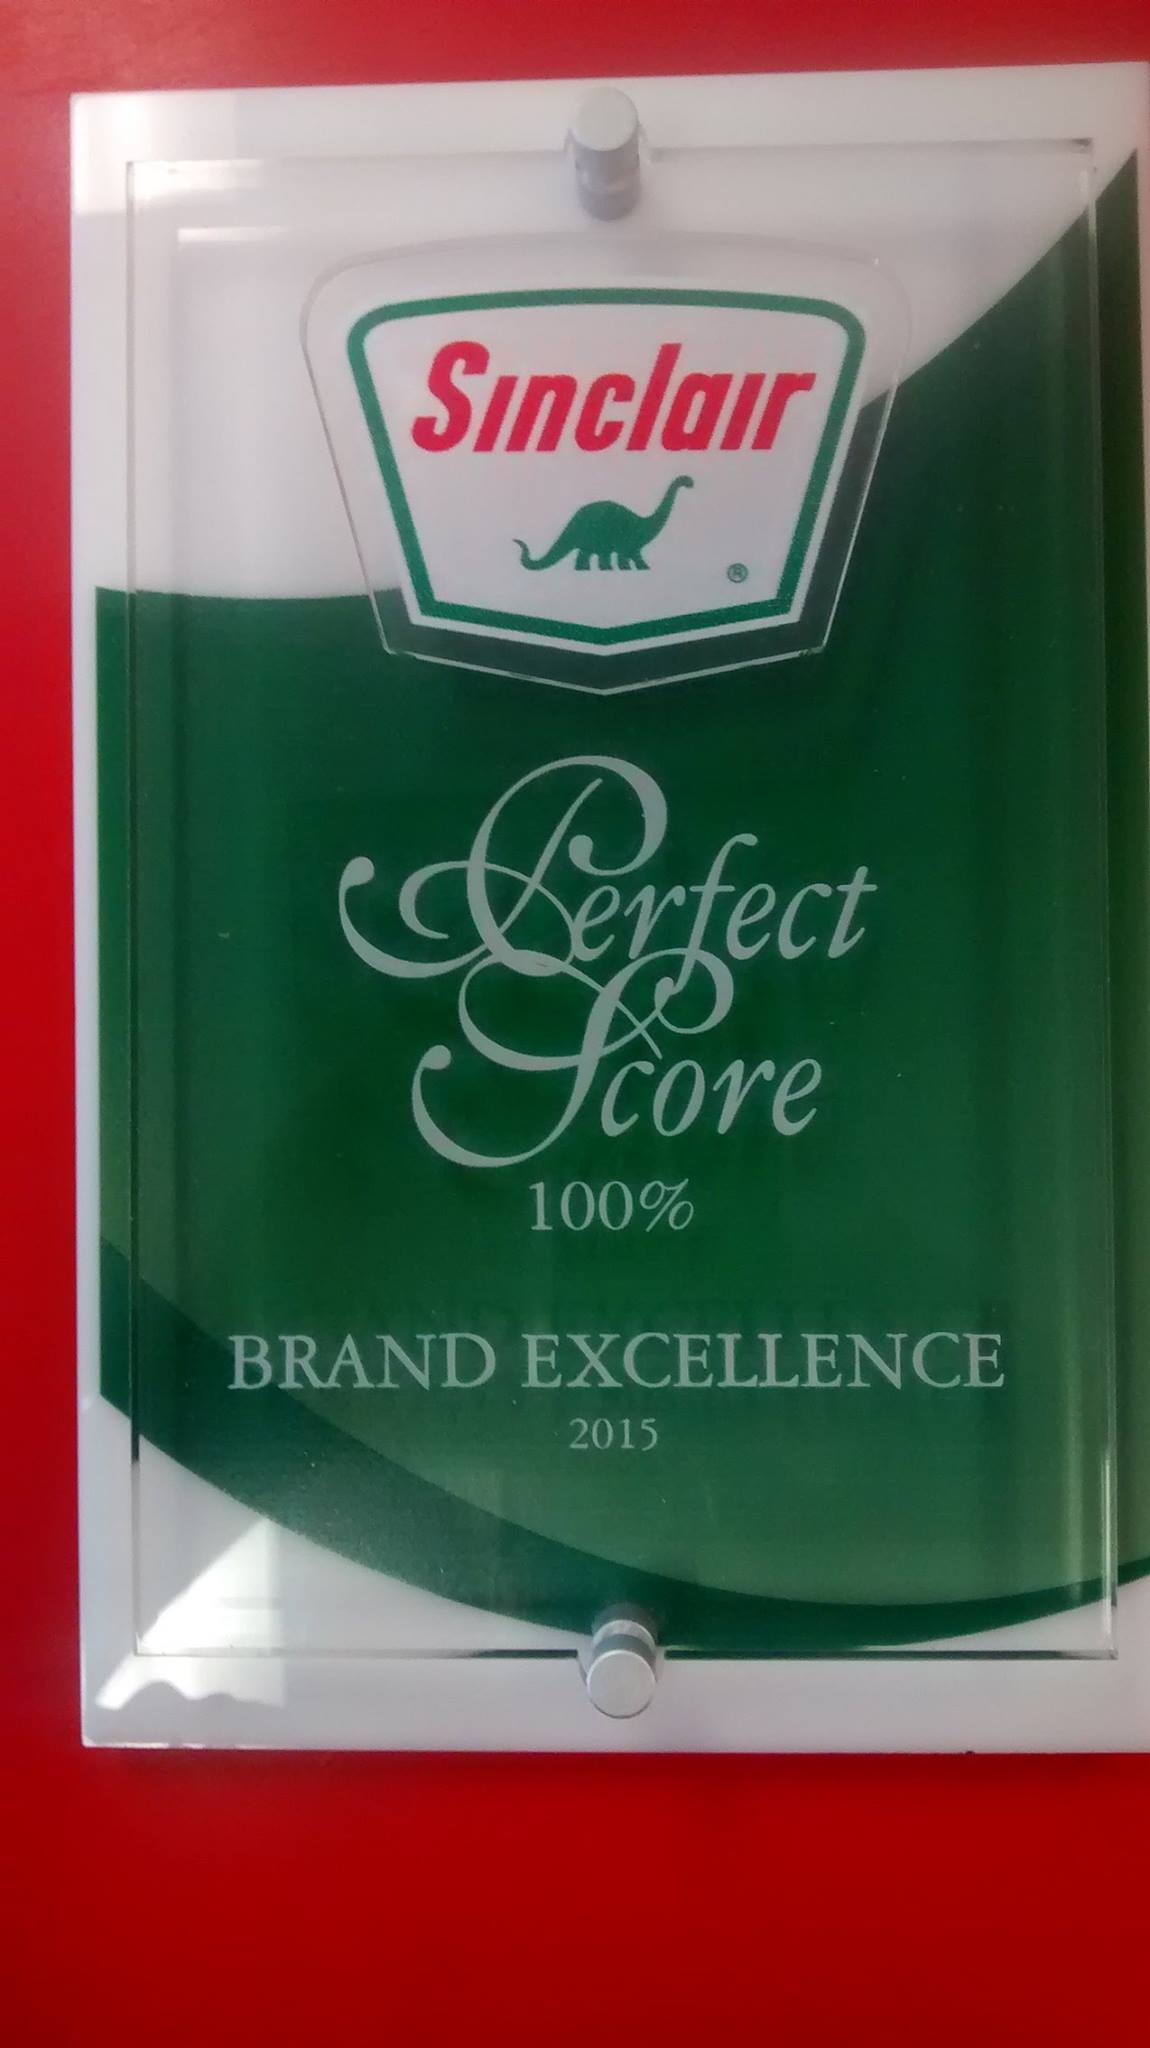 Sinclair
®
Perfect
Score
100%
BRAND EXCELLENCE
2015